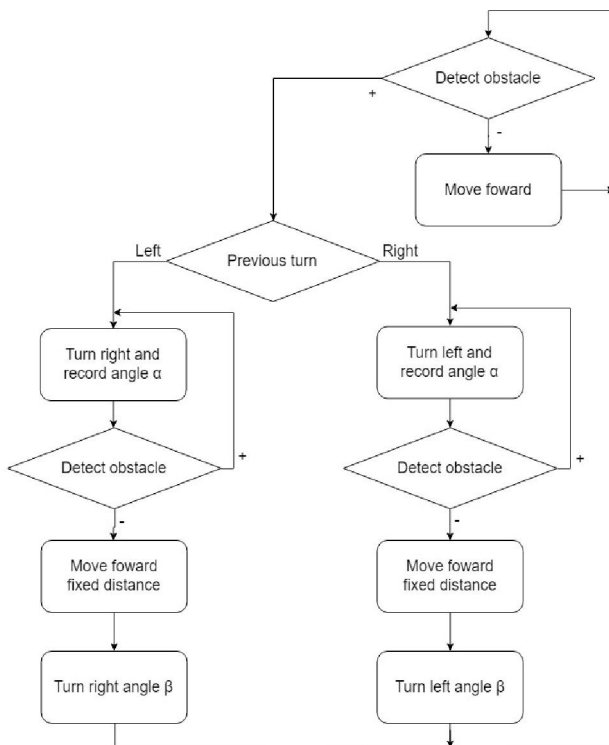 Detect obstacle
+
-
Move foward
Previous turn
Left
Right
Turn right and
record angle α
Turn left and
record angle α
Detect obstacle
+
Detect obstacle
+
-
-
Move foward
fixed distance
Move foward
fixed distance
Turn right angle β
Turn left angle β